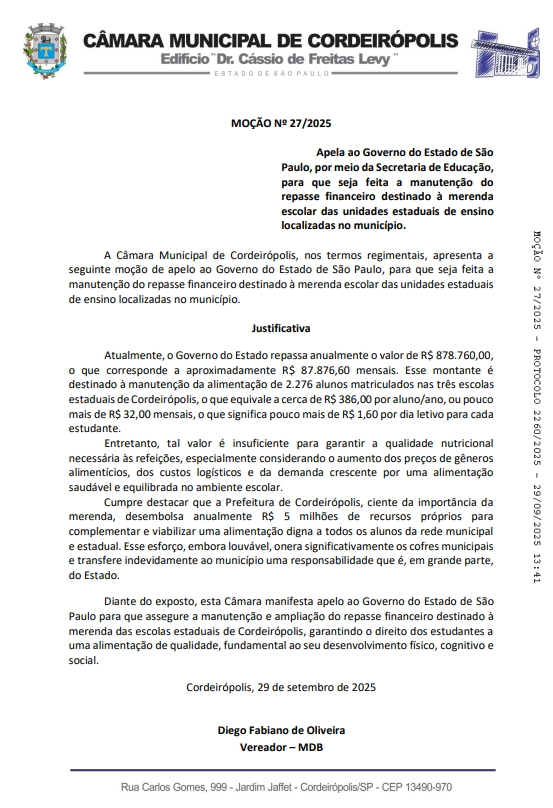 CÂMARA MUNICIPAL DE CORDEIRÓPOLIS
Edifício “Dr. Cássio de Freitas Levy”
ESTADO DE SÃO PAULO
MOÇÃO Nº 27/2025
Apela ao Governo do Estado de São
Paulo, por meio da Secretaria de Educação,
para que seja feita a manutenção do
repasse financeiro destinado à merenda
escolar das unidades estaduais de ensino
localizadas no município.
A Câmara Municipal de Cordeirópolis, nos termos regimentais, apresenta a
seguinte moção de apelo ao Governo do Estado de São Paulo, para que seja feita a
manutenção do repasse financeiro destinado à merenda escolar das unidades estaduais
de ensino localizadas no município.
Justificativa
Atualmente, o Governo do Estado repassa anualmente o valor de R$ 878.760,00,
o que corresponde a aproximadamente R$ 87.876,60 mensais. Esse montante é
destinado à manutenção da alimentação de 2.276 alunos matriculados nas três escolas
estaduais de Cordeirópolis, o que equivale a cerca de R$ 386,00 por aluno/ano, ou pouco
mais de R$ 32,00 mensais, o que significa pouco mais de R$ 1,60 por dia letivo para cada
estudante.
Entretanto, tal valor é insuficiente para garantir a qualidade nutricional
necessária às refeições, especialmente considerando o aumento dos preços de gêneros
alimentícios, dos custos logísticos e da demanda crescente por uma alimentação
saudável e equilibrada no ambiente escolar.
Cumpre destacar que a Prefeitura de Cordeirópolis, ciente da importância da
merenda, desembolsa anualmente R$ 5 milhões de recursos próprios para
complementar e viabilizar uma alimentação digna a todos os alunos da rede municipal
e estadual. Esse esforço, embora louvável, onera significativamente os cofres municipais
e transfere indevidamente ao município uma responsabilidade que é, em grande parte,
do Estado.
Diante do exposto, esta Câmara manifesta apelo ao Governo do Estado de São
Paulo para que assegure a manutenção e ampliação do repasse financeiro destinado à
merenda das escolas estaduais de Cordeirópolis, garantindo o direito dos estudantes a
uma alimentação de qualidade, fundamental ao seu desenvolvimento físico, cognitivo e
social.
Cordeirópolis, 29 de setembro de 2025
Diego Fabiano de Oliveira
Vereador – MDB
Rua Carlos Gomes, 999 - Jardim Jaffet - Cordeirópolis/SP - CEP 13490-970
MOÇÃO Nº 27/2025 - PROTOCOLO 2260/2025 - 29/09/2025 13:41